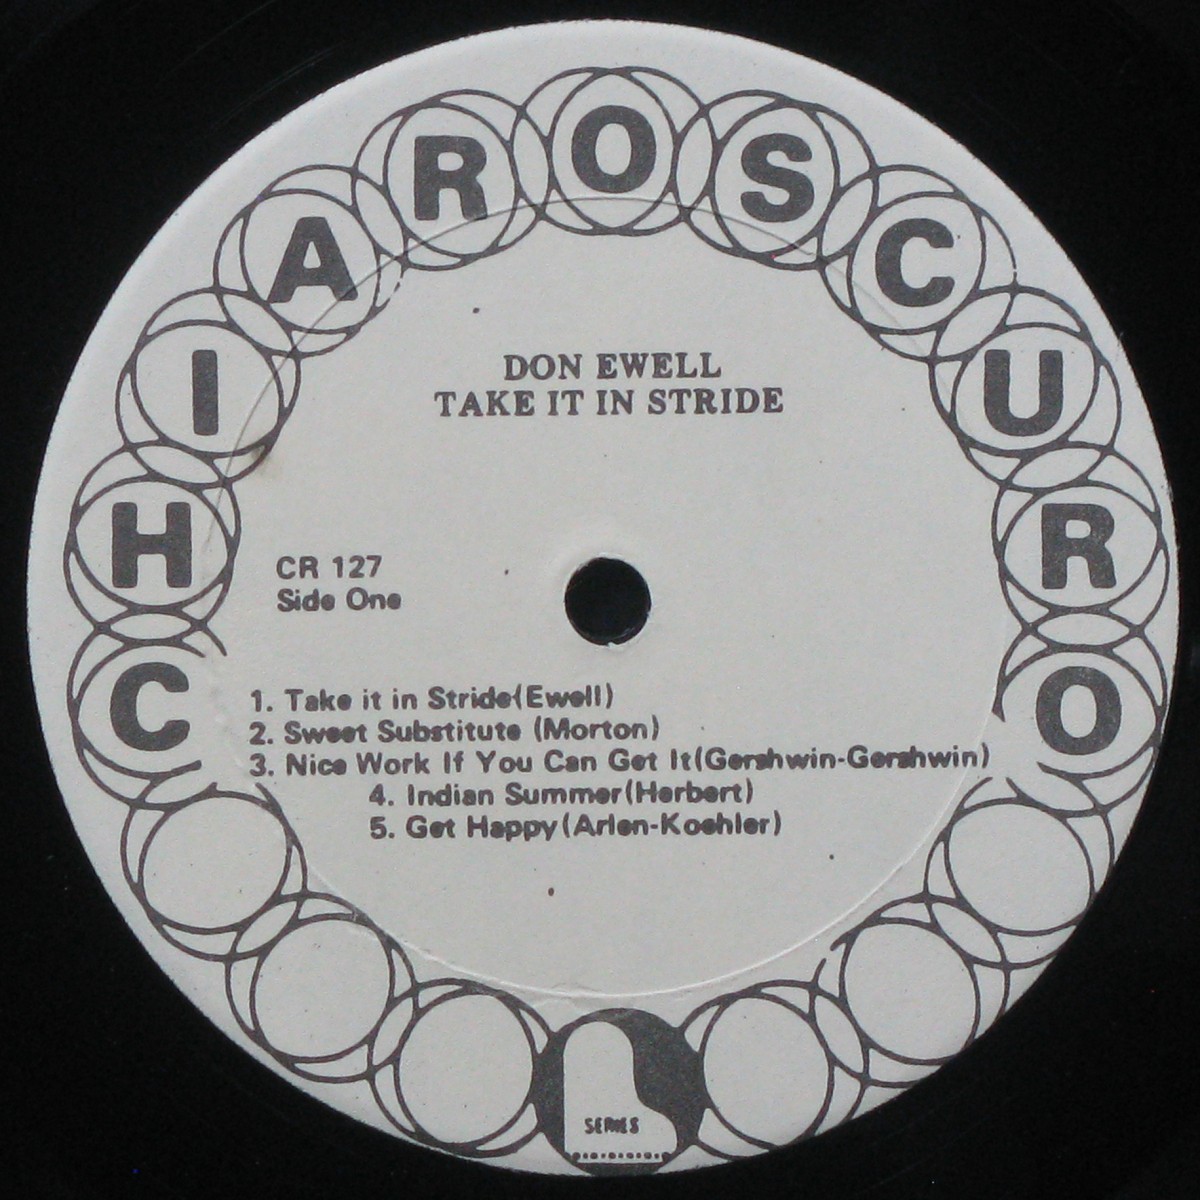 CHIAROSCURO
DON EWELL
TAKE IT IN STRIDE
CR 127
Side One
1. Take it in Stride(Ewell)
2. Sweet Substitute (Morton)
3. Nice Work If You Can Get It(Gershwin-Gershwin)
4. Indian Summer(Herbert)
5. Get Happy(Arlen-Koehler)
SERIES